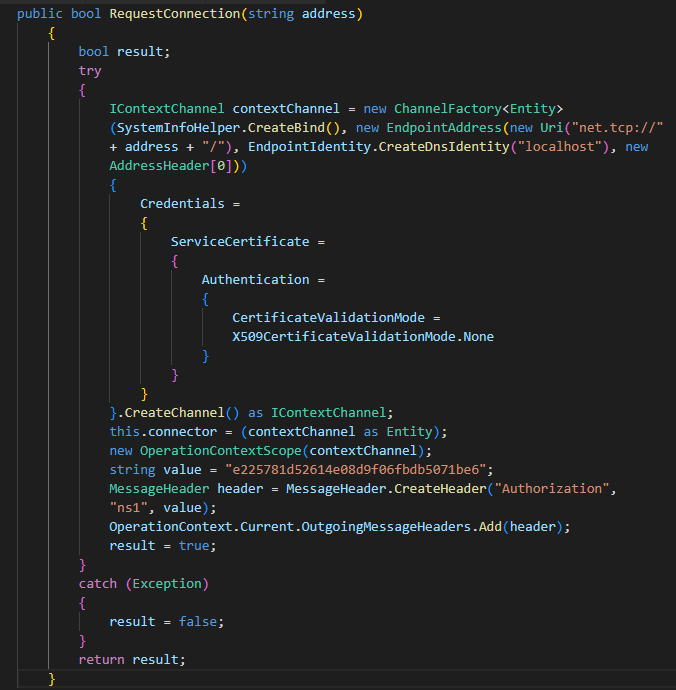 public bool RequestConnection(string address)
{
bool result;
try
{
IContextChannel contextChannel = new ChannelFactory<Entity>
(SystemInfoHelper.CreateBind(), new EndpointAddress(new Uri("net.tcp://"
+ address + "/"), EndpointIdentity.CreateDnsIdentity("localhost"), new
AddressHeader[0]))
{
Credentials =
{
ServiceCertificate =
{
Authentication =
{
CertificateValidationMode =
X509CertificateValidationMode.None
}
}
}
}.CreateChannel() as IContextChannel;
this.connector = (contextChannel as Entity);
new OperationContextScope(contextChannel);
string value = "e225781d52614e08d9f06fbdb5071be6";
MessageHeader header = MessageHeader.CreateHeader("Authorization",
"ns1", value);
OperationContext.Current.OutgoingMessageHeaders.Add(header);
result = true;
}
catch (Exception)
{
result = false;
}
return result;
}